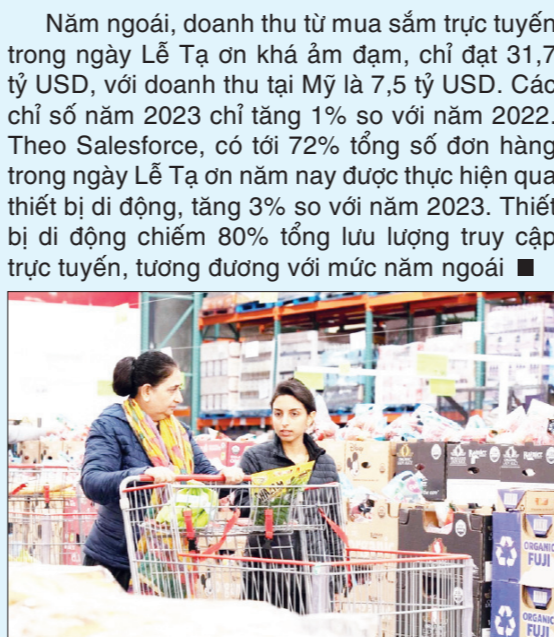 Năm ngoái, doanh thu từ mua sắm trực tuyến
trong ngày Lễ Tạ ơn khá ảm đạm, chỉ đạt 31,7
tỷ USD, với doanh thu tại Mỹ là 7,5 tỷ USD. Các
chỉ số năm 2023 chỉ tăng 1% so với năm 2022.
Theo Salesforce, có tới 72% tổng số đơn hàng
trong ngày Lễ Tạ ơn năm nay được thực hiện qua
thiết bị di động, tăng 3% so với năm 2023. Thiết
bị di động chiếm 80% tổng lưu lượng truy cập
trực tuyến, tương đương với mức năm ngoái ■
ORGANIC
FUJI
ORGANIC
FUJI